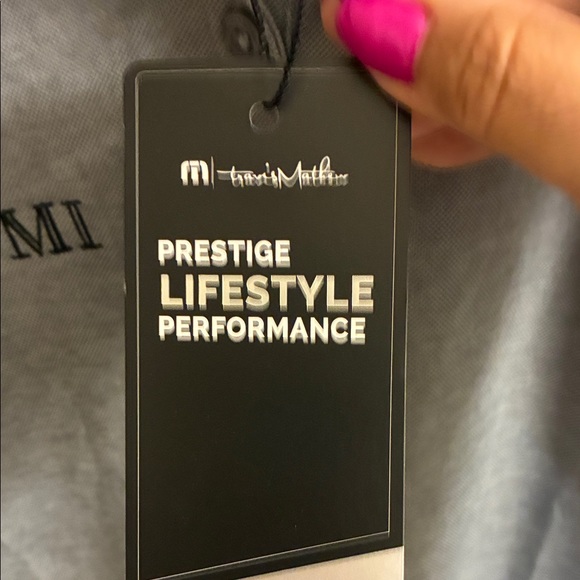 m | travisMathew
PRESTIGE
LIFESTYLE
PERFORMANCE
MI